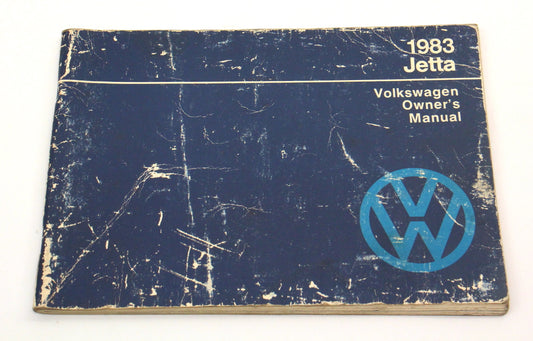 1983
Jetta
Volkswagen
Owner's
Manual
VW